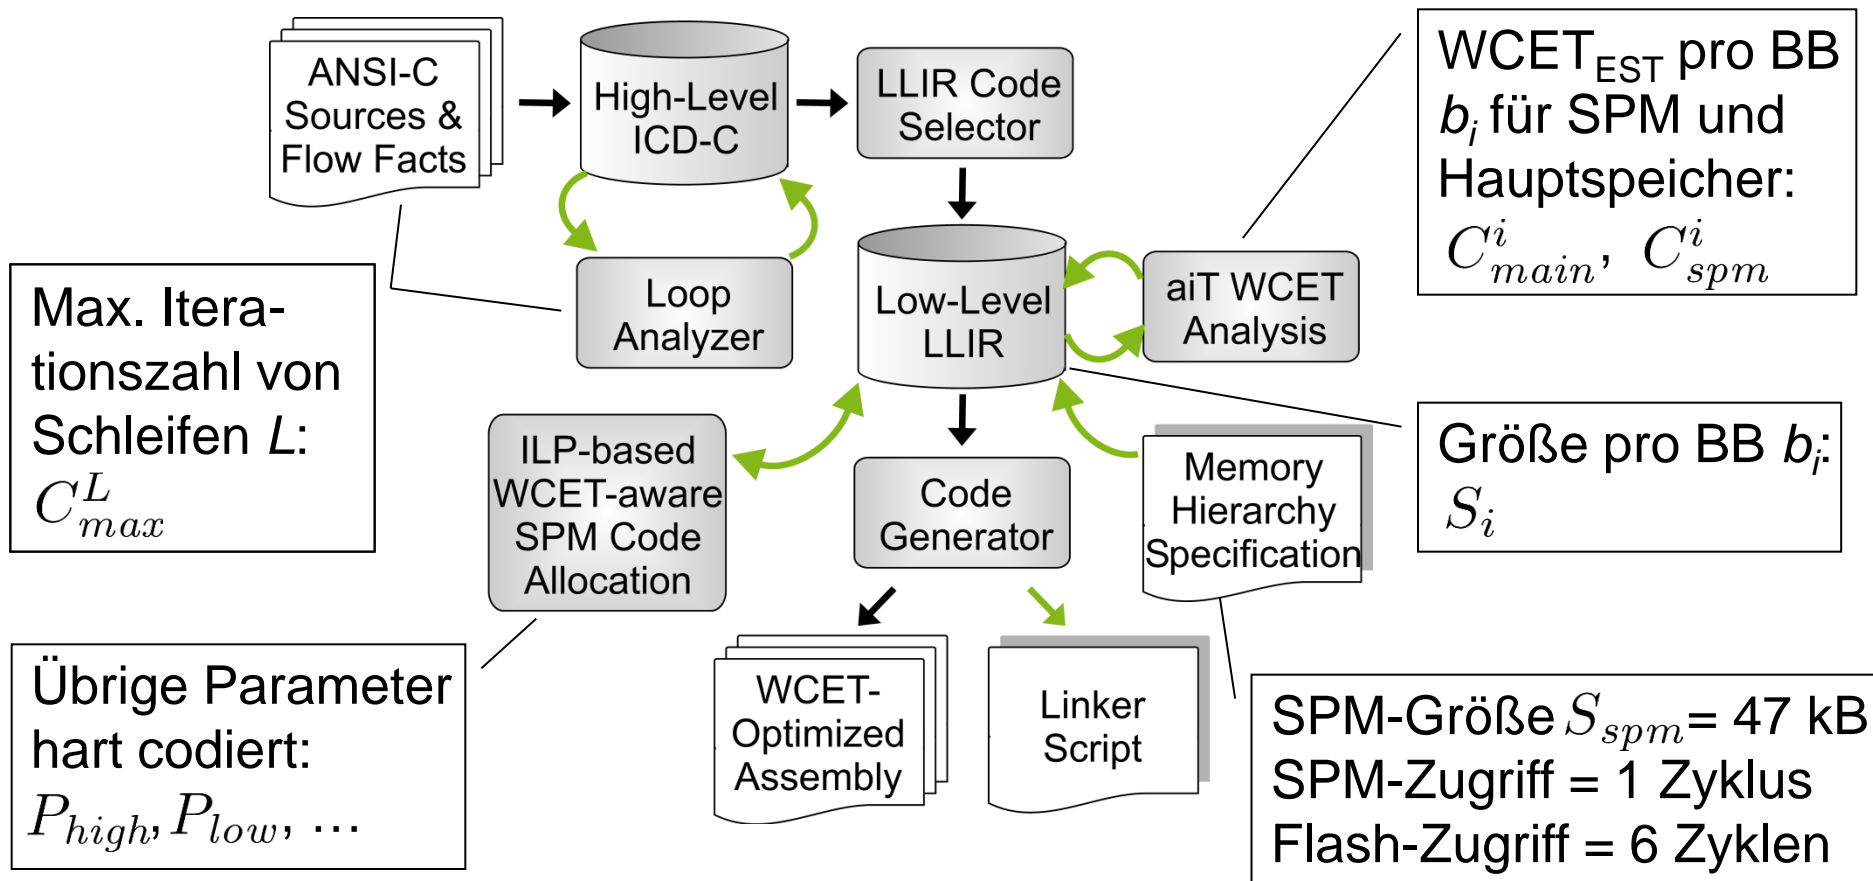 ANSI-C
Sources &
Flow Facts
High-Level
ICD-C
LLIR Code
Selector
WCET_EST pro BB
b_i für SPM und
Hauptspeicher:
C^i_main, C^i_spm
Max. Itera-
tionszahl von
Schleifen L:
C^L_max
Loop
Analyzer
Low-Level
LLIR
aiT WCET
Analysis
ILP-based
WCET-aware
SPM Code
Allocation
Code
Generator
Memory
Hierarchy
Specification
Größe pro BB b_i:
S_i
Übrige Parameter
hart codiert:
P_high, P_low, ...
WCET-
Optimized
Assembly
Linker
Script
SPM-Größe S_spm = 47 kB
SPM-Zugriff = 1 Zyklus
Flash-Zugriff = 6 Zyklen